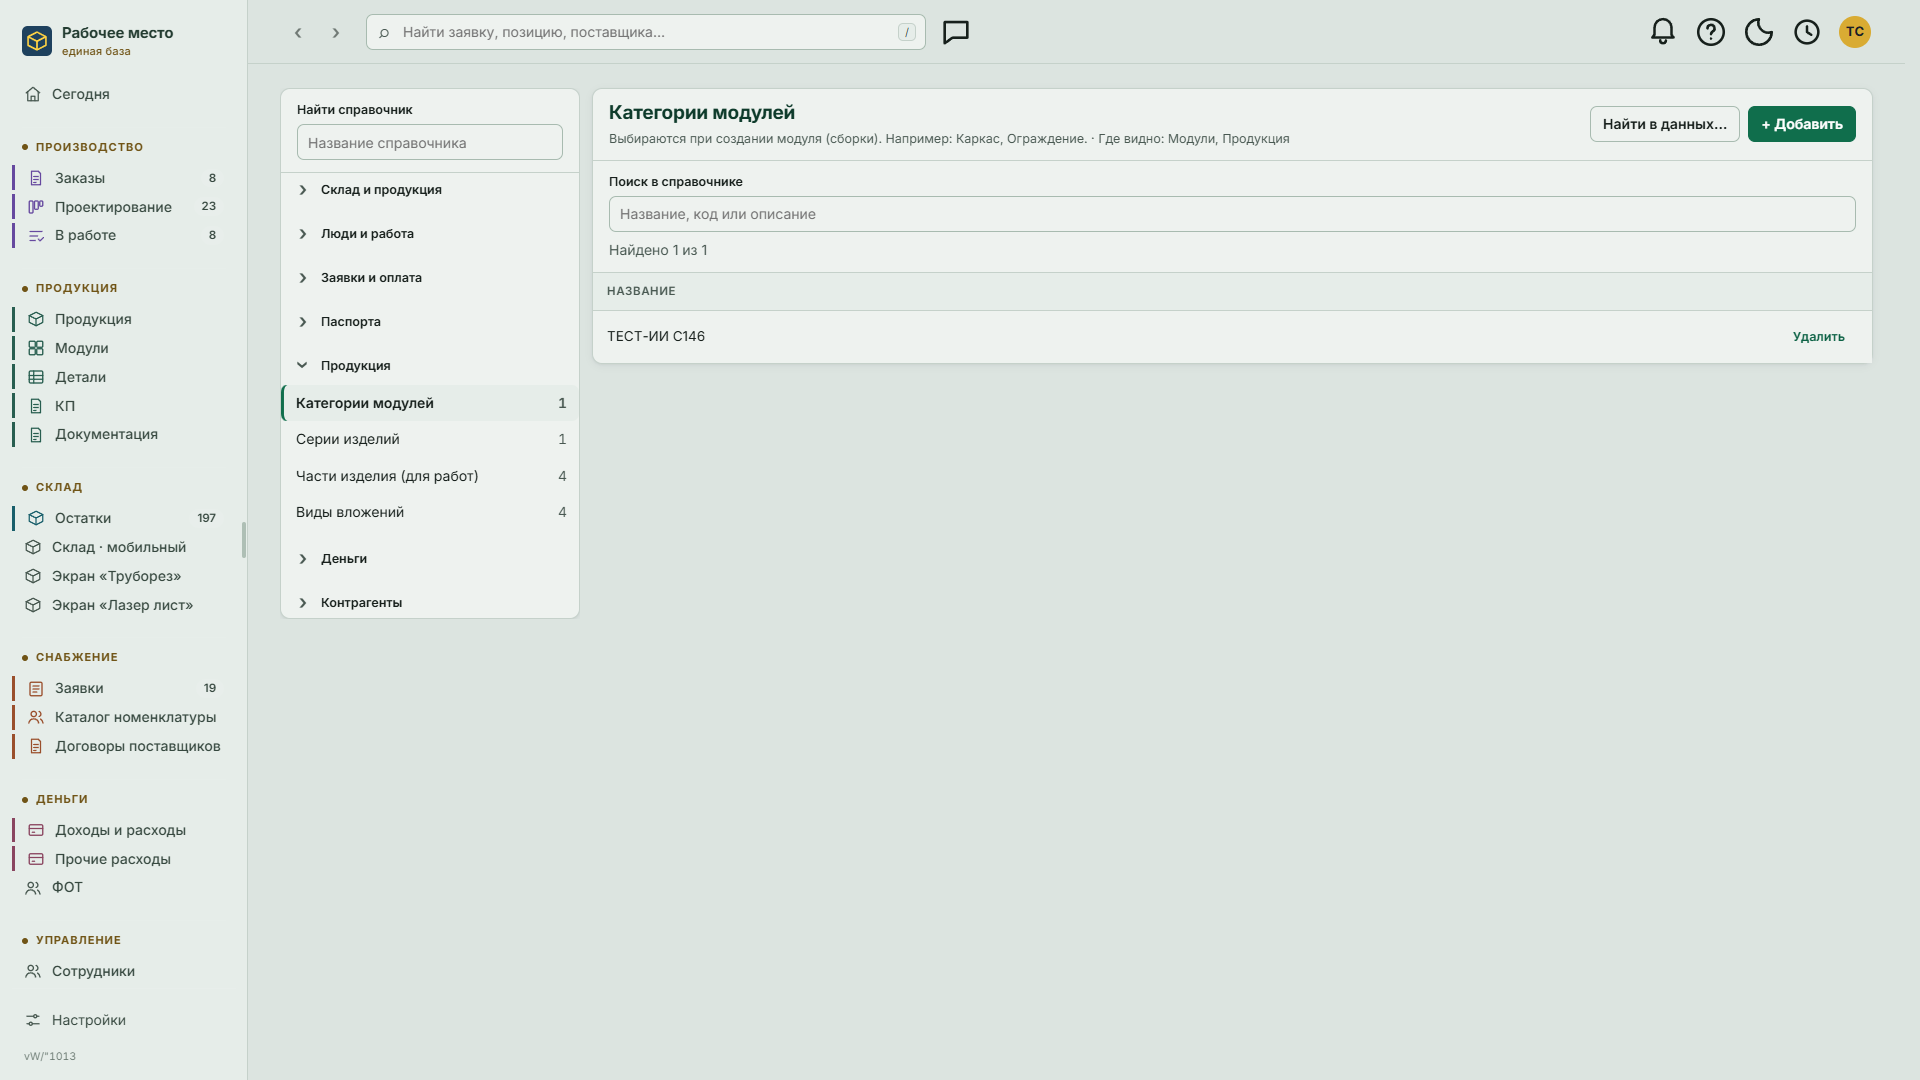 Рабочее место
единая база
Сегодня
ПРОИЗВОДСТВО
Заказы 8
Проектирование 23
В работе 8
ПРОДУКЦИЯ
Продукция
Модули
Детали
КП
Документация
СКЛАД
Остатки 197
Склад · мобильный
Экран «Труборез»
Экран «Лазер лист»
СНАБЖЕНИЕ
Заявки 19
Каталог номенклатуры
Договоры поставщиков
ДЕНЬГИ
Доходы и расходы
Прочие расходы
ФОТ
УПРАВЛЕНИЕ
Сотрудники
Настройки
vW/"1013
Найти заявку, позицию, поставщика... /
ТС
Найти справочник
Название справочника
Склад и продукция
Люди и работа
Заявки и оплата
Паспорта
Продукция
Категории модулей 1
Серии изделий 1
Части изделия (для работ) 4
Виды вложений 4
Деньги
Контрагенты
Категории модулей
Выбираются при создании модуля (сборки). Например: Каркас, Ограждение. · Где видно: Модули, Продукция
Найти в данных...
+ Добавить
Поиск в справочнике
Название, код или описание
Найдено 1 из 1
НАЗВАНИЕ
ТЕСТ-ИИ С146
Удалить